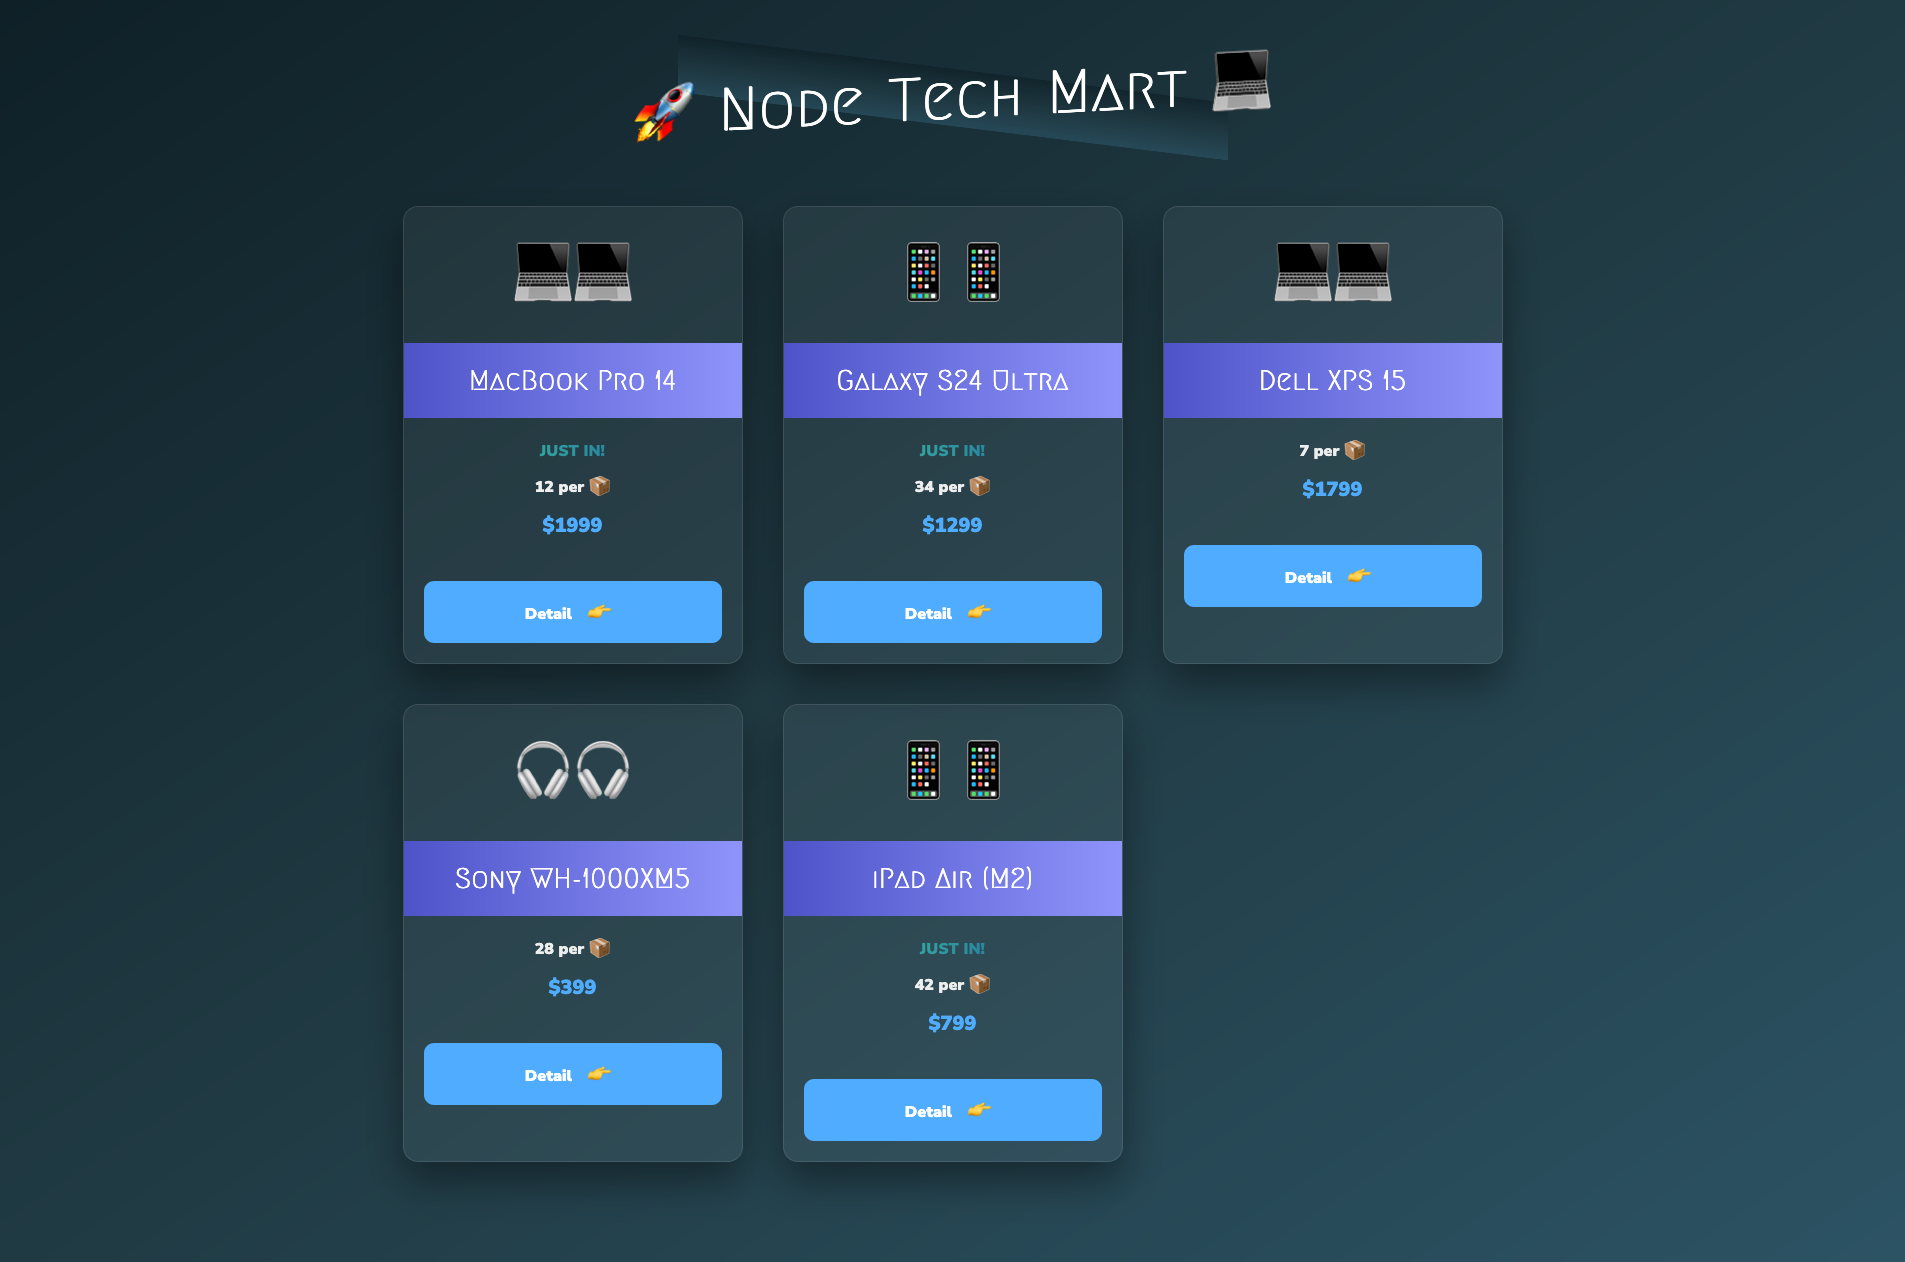 🚀 Node Tech Mart 💻
MacBook Pro 14
JUST IN!
12 per 📦
$1999
Detail 👉
Galaxy S24 Ultra
JUST IN!
34 per 📦
$1299
Detail 👉
Dell XPS 15
7 per 📦
$1799
Detail 👉
Sony WH-1000XM5
28 per 📦
$399
Detail 👉
iPad Air (M2)
JUST IN!
42 per 📦
$799
Detail 👉